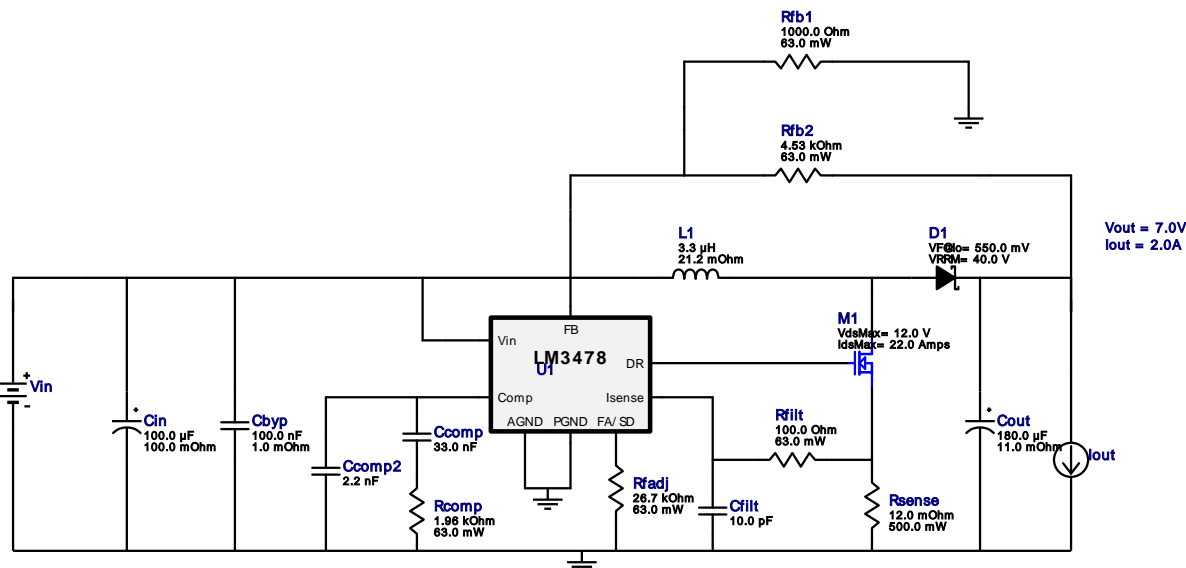 Rfb1
1000.0 Ohm
63.0 mW
Rfb2
4.53 kOhm
63.0 mW
Vout = 7.0V
Iout = 2.0A
L1
3.3 µH
21.2 mOhm
D1
VF@Io= 550.0 mV
VRRM= 40.0 V
M1
VdsMax= 12.0 V
IdsMax= 22.0 Amps
FB
Vin
LM3478
U1
DR
Comp
Isense
AGND
PGND
FA/SD
+
Vin
-
Cin
100.0 µF
100.0 mOhm
Cbyp
100.0 nF
1.0 mOhm
Ccomp2
2.2 nF
Ccomp
33.0 nF
Rcomp
1.96 kOhm
63.0 mW
Rfadj
26.7 kOhm
63.0 mW
Cfilt
10.0 pF
Rfilt
100.0 Ohm
63.0 mW
Rsense
12.0 mOhm
500.0 mW
Cout
180.0 µF
11.0 mOhm
Iout